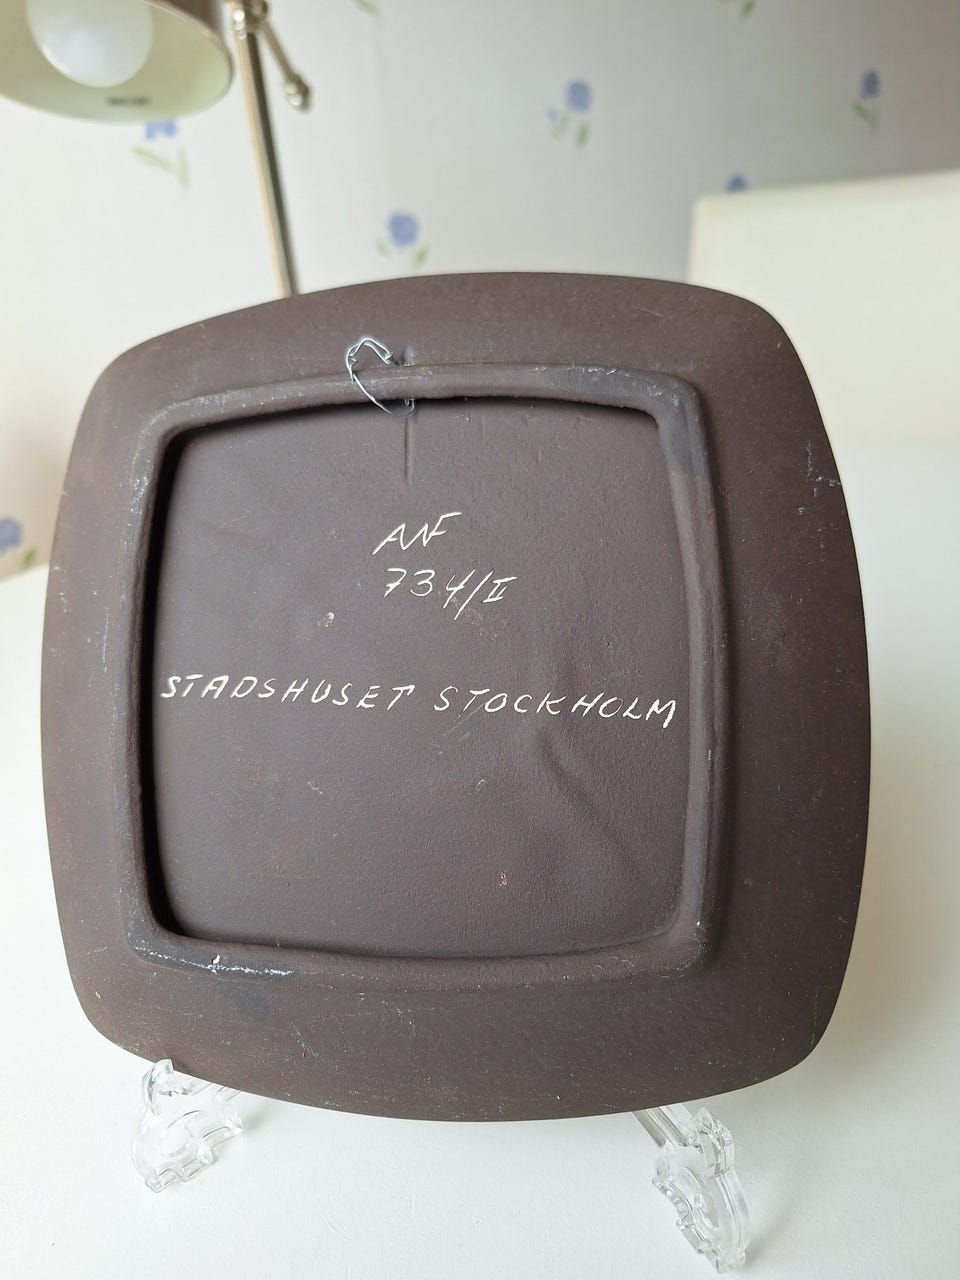 ANF
734/II
STADSHUSET STOCKHOLM